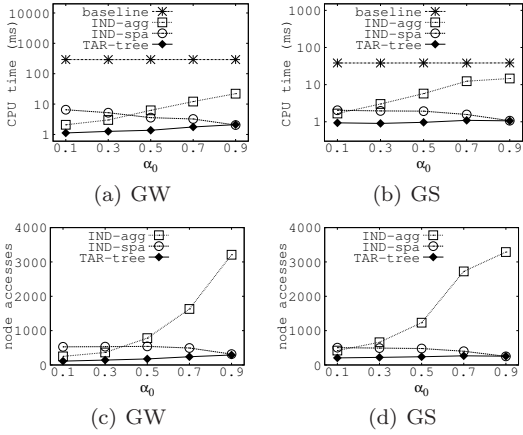 10000
1000
100
10
1
CPU time (ms)
baseline
IND-agg
IND-spa
TAR-tree
0.1 0.3 0.5 0.7 0.9
α0
(a) GW
10000
1000
100
10
1
CPU time (ms)
baseline
IND-agg
IND-spa
TAR-tree
0.1 0.3 0.5 0.7 0.9
α0
(b) GS
4000
3000
2000
1000
0
node accesses
IND-agg
IND-spa
TAR-tree
0.1 0.3 0.5 0.7 0.9
α0
(c) GW
4000
3000
2000
1000
0
node accesses
IND-agg
IND-spa
TAR-tree
0.1 0.3 0.5 0.7 0.9
α0
(d) GS